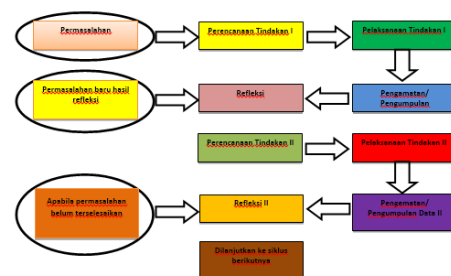 Permasalahan
Perencanaan Tindakan I
Pelaksanaan Tindakan I
Permasalahan baru hasil
refleksi
Refleksi
Pengamatan/
Pengumpulan
Perencanaan Tindakan II
Pelaksanaan Tindakan II
Apabila permasalahan
belum terselesaikan
Refleksi II
Pengamatan/
Pengumpulan Data II
Dilanjutkan ke siklus
berikutnya